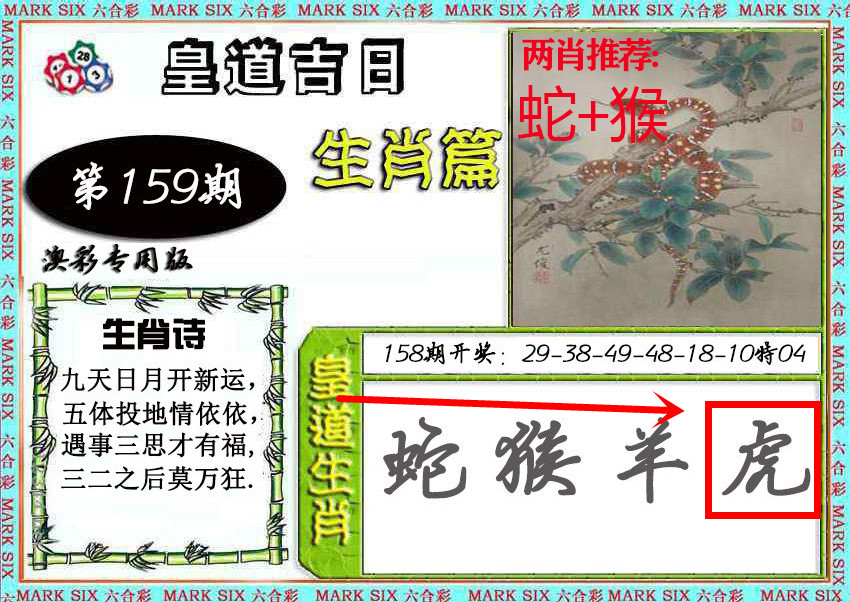 MARK SIX 六合彩 MARK SIX 六合彩 MARK SIX 六合彩 MARK SIX 六合彩 MARK SIX 六合彩 MARK SIX 六合彩
皇道吉日
28
1
3
两肖推荐:
蛇+猴
生肖篇
第159期
澳彩专用版
生肖诗
九天日月开新运，
五体投地情依依，
遇事三思才有福，
三二之后莫万狂.
158期开奖：29-38-49-48-18-10特04
皇道生肖
蛇 猴 羊 虎
MARK SIX 六合彩 MARK SIX 六合彩 MARK SIX 六合彩 MARK SIX 六合彩 MARK SIX 六合彩 MARK SIX